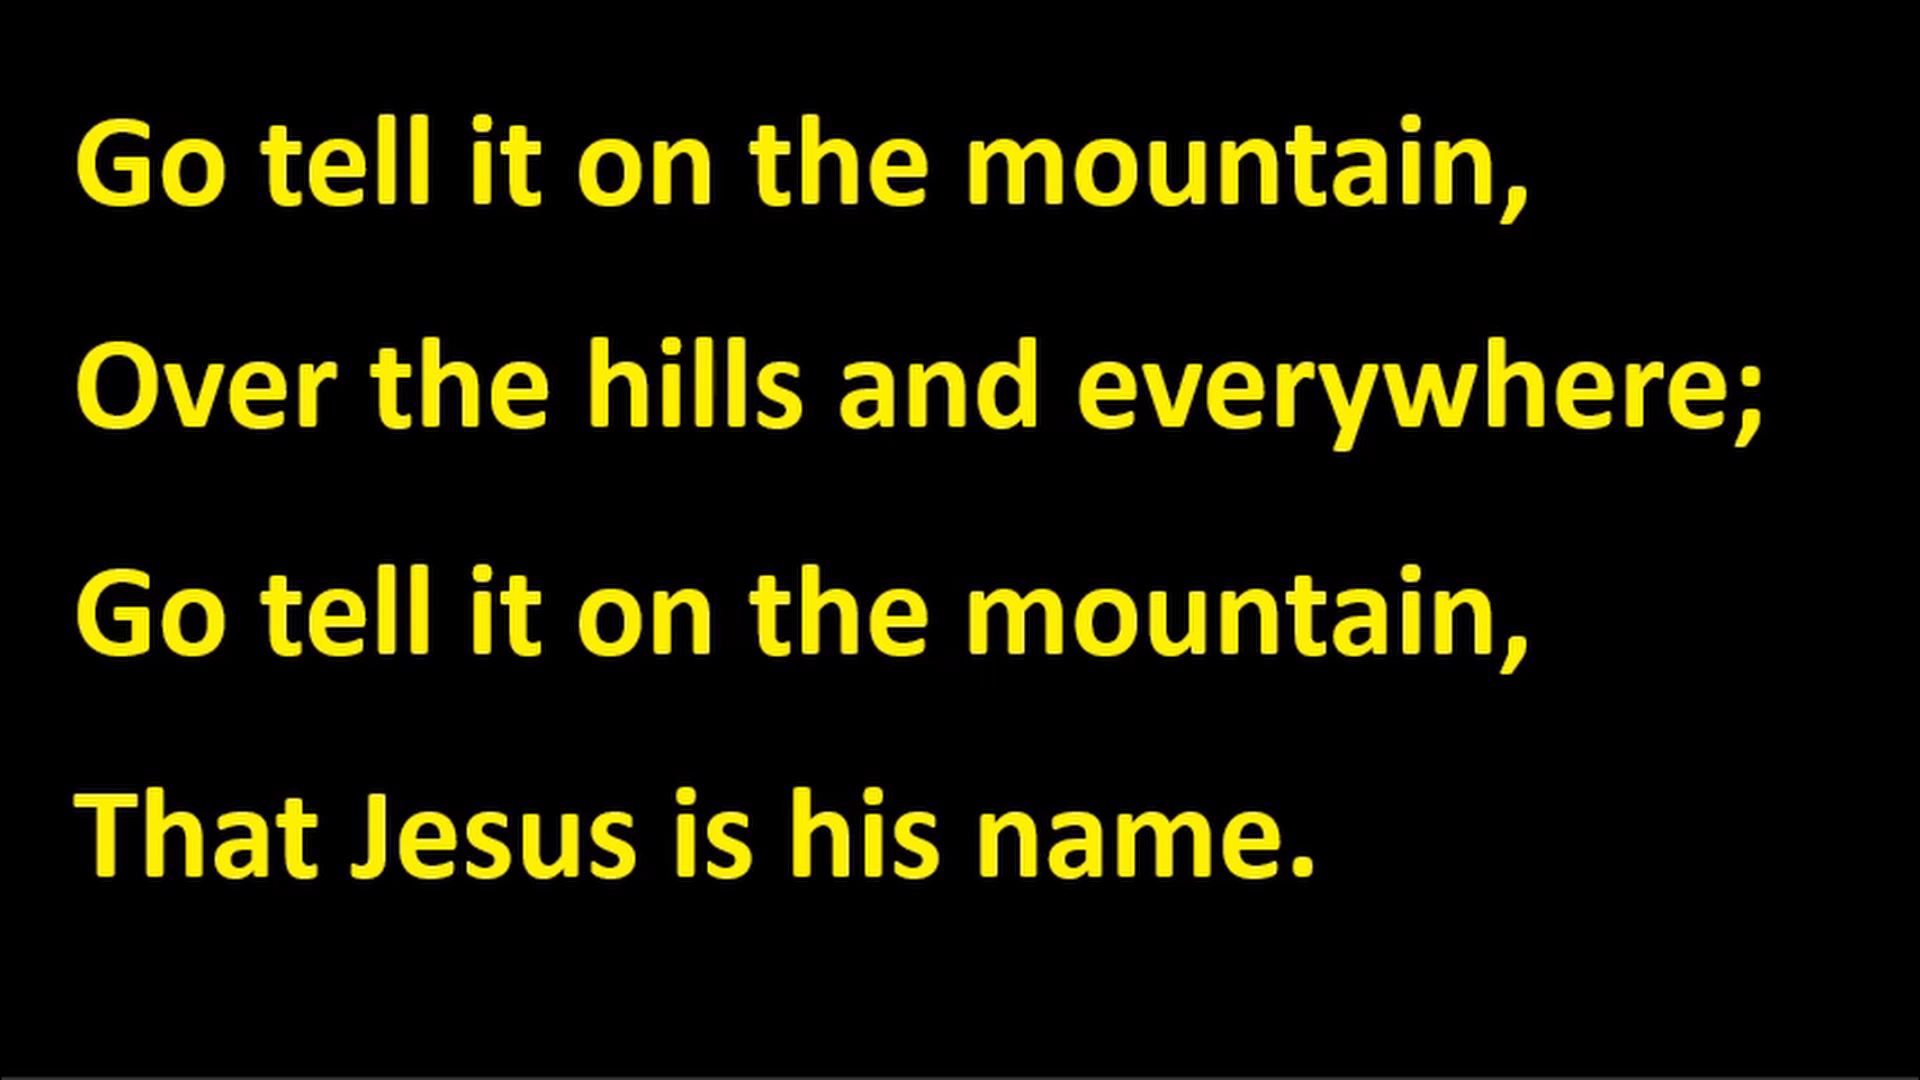 Go tell it on the mountain,
Over the hills and everywhere;
Go tell it on the mountain,
That Jesus is his name.